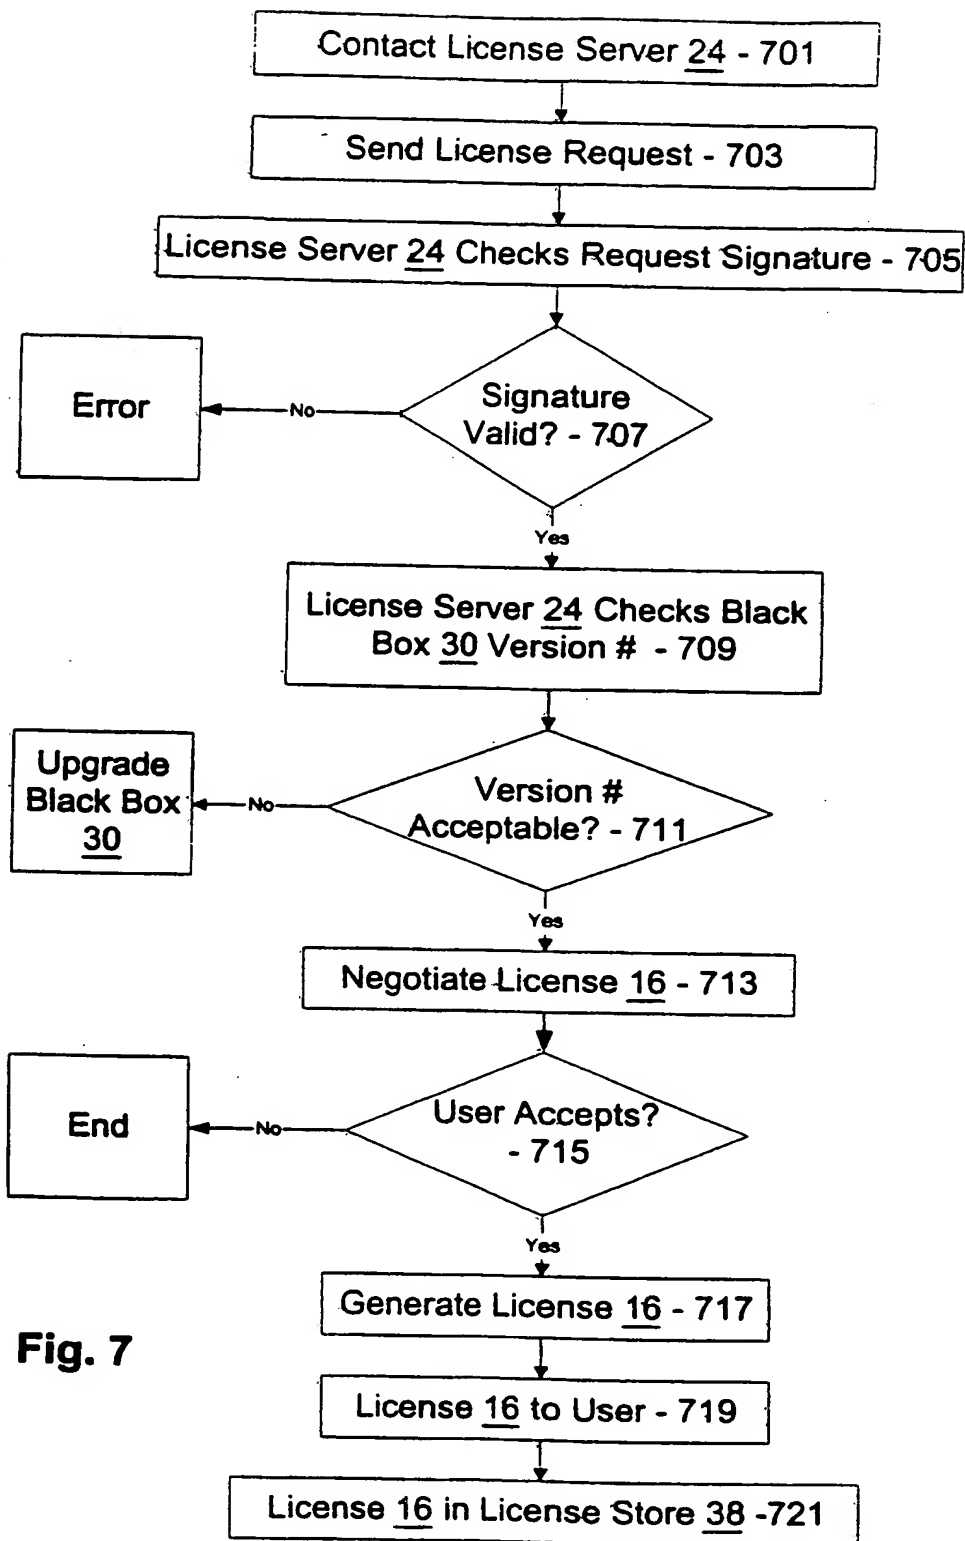 Contact License Server 24 - 701
Send License Request - 703
License Server 24 Checks Request Signature - 705
Error
No
Signature
Valid? - 707
Yes
License Server 24 Checks Black
Box 30 Version # - 709
Upgrade
Black Box
30
No
Version #
Acceptable? - 711
Yes
Negotiate License 16 - 713
End
No
User Accepts?
- 715
Yes
Generate License 16 - 717
Fig. 7
License 16 to User - 719
License 16 in License Store 38 -721